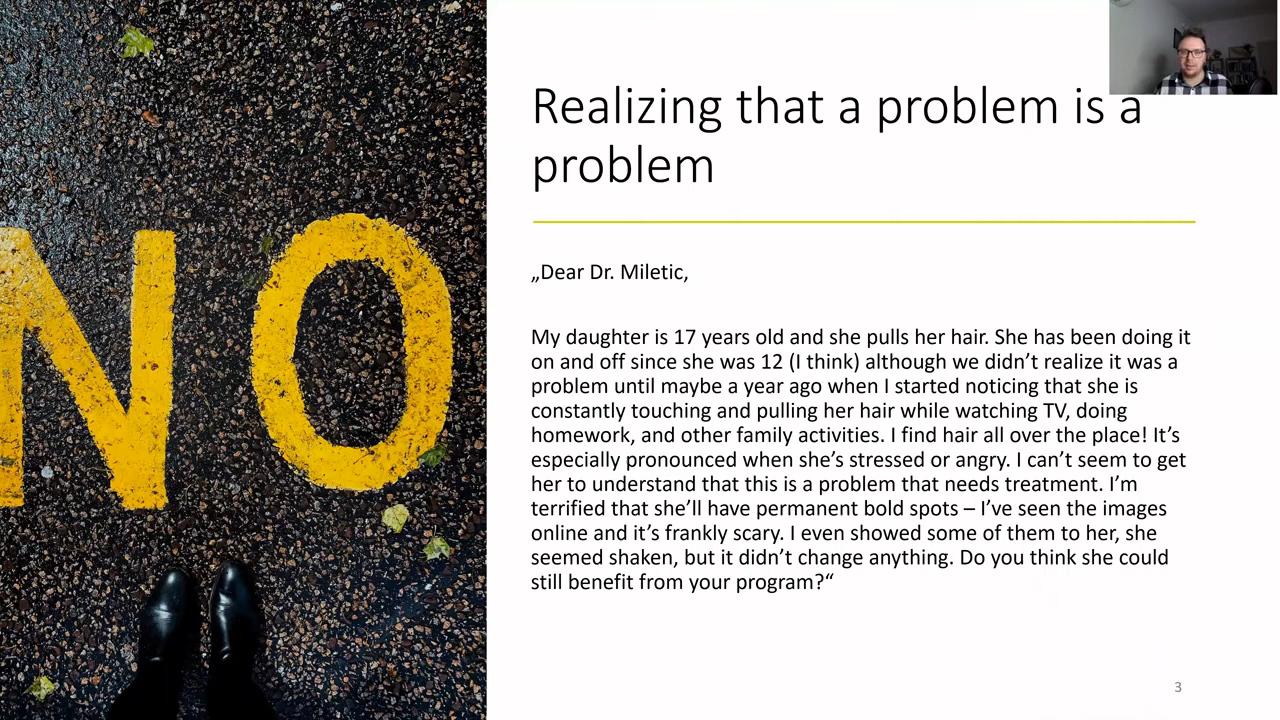 NO
Realizing that a problem is a
problem
„Dear Dr. Miletic,
My daughter is 17 years old and she pulls her hair. She has been doing it
on and off since she was 12 (I think) although we didn’t realize it was a
problem until maybe a year ago when I started noticing that she is
constantly touching and pulling her hair while watching TV, doing
homework, and other family activities. I find hair all over the place! It’s
especially pronounced when she’s stressed or angry. I can’t seem to get
her to understand that this is a problem that needs treatment. I’m
terrified that she’ll have permanent bold spots – I’ve seen the images
online and it’s frankly scary. I even showed some of them to her, she
seemed shaken, but it didn’t change anything. Do you think she could
still benefit from your program?“
3